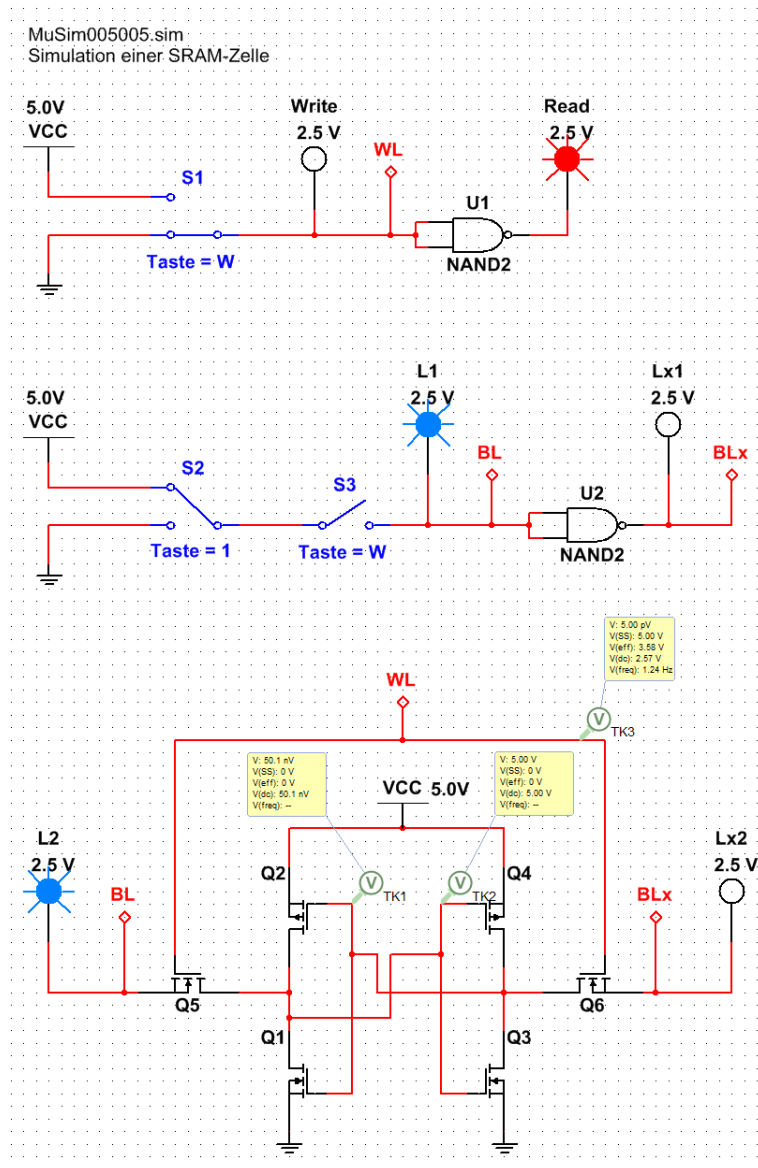 MuSim005005.sim
Simulation einer SRAM-Zelle
5.0V
VCC
Write
2.5 V
Read
2.5 V
WL
S1
U1
Taste = W
NAND2
L1
2.5 V
Lx1
2.5 V
5.0V
VCC
S2
S3
BL
BLx
U2
Taste = 1
Taste = W
NAND2
V: 5.00 pV
V(SS): 5.00 V
V(eff): 3.58 V
V(dc): 2.57 V
V(freq): 1.24 Hz
WL
V
TK3
V: 50.1 nV
V(SS): 0 V
V(eff): 0 V
V(dc): 50.1 nV
V(freq): --
V: 5.00 V
V(SS): 0 V
V(eff): 0 V
V(dc): 5.00 V
V(freq): --
VCC 5.0V
L2
2.5 V
Lx2
2.5 V
Q2
V
TK1
V
TK2
Q4
BL
BLx
Q5
Q6
Q1
Q3